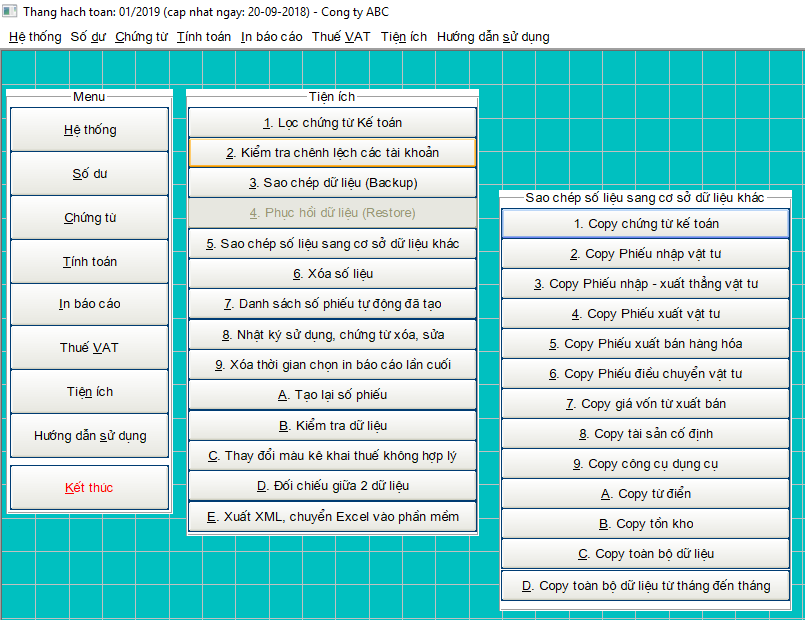 Thang hach toan: 01/2019 (cap nhat ngay: 20-09-2018) - Cong ty ABC
Hệ thống Số dư Chứng từ Tính toán In báo cáo Thuế VAT Tiện ích Hướng dẫn sử dụng
Menu
Hệ thống
Số dư
Chứng từ
Tính toán
In báo cáo
Thuế VAT
Tiện ích
Hướng dẫn sử dụng
Kết thúc
Tiện ích
1. Lọc chứng từ Kế toán
2. Kiểm tra chênh lệch các tài khoản
3. Sao chép dữ liệu (Backup)
4. Phục hồi dữ liệu (Restore)
5. Sao chép số liệu sang cơ sở dữ liệu khác
6. Xóa số liệu
7. Danh sách số phiếu tự động đã tạo
8. Nhật ký sử dụng, chứng từ xóa, sửa
9. Xóa thời gian chọn in báo cáo lần cuối
A. Tạo lại số phiếu
B. Kiểm tra dữ liệu
C. Thay đổi màu kê khai thuế không hợp lý
D. Đối chiếu giữa 2 dữ liệu
E. Xuất XML, chuyển Excel vào phần mềm
Sao chép số liệu sang cơ sở dữ liệu khác
1. Copy chứng từ kế toán
2. Copy Phiếu nhập vật tư
3. Copy Phiếu nhập - xuất thẳng vật tư
4. Copy Phiếu xuất vật tư
5. Copy Phiếu xuất bán hàng hóa
6. Copy Phiếu điều chuyển vật tư
7. Copy giá vốn từ xuất bán
8. Copy tài sản cố định
9. Copy công cụ dụng cụ
A. Copy từ điển
B. Copy tồn kho
C. Copy toàn bộ dữ liệu
D. Copy toàn bộ dữ liệu từ tháng đến tháng